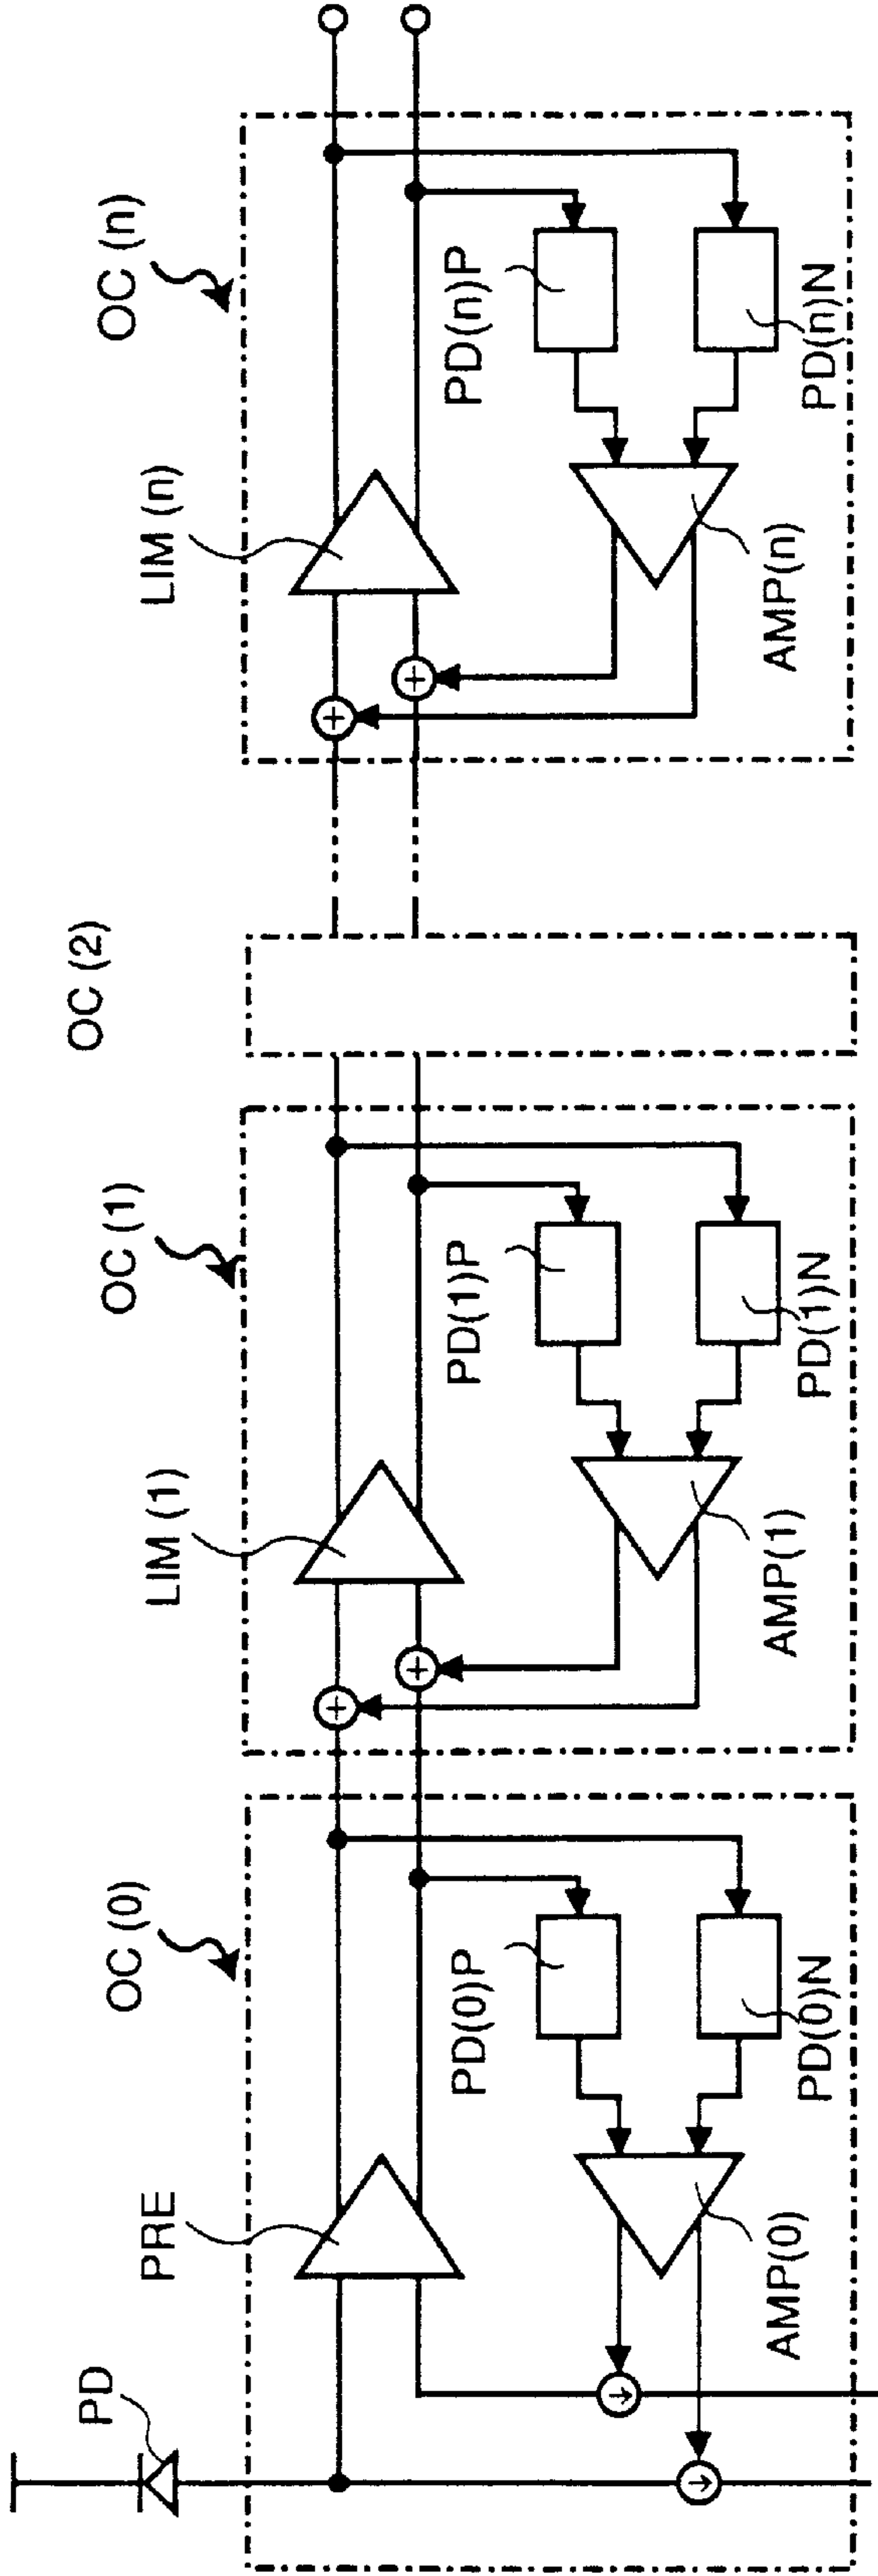 PD
OC (0)
PRE
PD(0)P
PD(0)N
AMP(0)
OC (1)
LIM (1)
PD(1)P
PD(1)N
AMP(1)
OC (2)
OC (n)
LIM (n)
PD(n)P
PD(n)N
AMP(n)